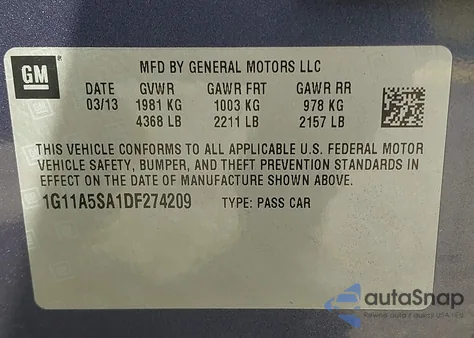 GM
MFD BY GENERAL MOTORS LLC
DATE GVWR GAWR FRT GAWR RR
03/13 1981 KG 1003 KG 978 KG
4368 LB 2211 LB 2157 LB
THIS VEHICLE CONFORMS TO ALL APPLICABLE U.S. FEDERAL MOTOR
VEHICLE SAFETY, BUMPER, AND THEFT PREVENTION STANDARDS IN
EFFECT ON THE DATE OF MANUFACTURE SHOWN ABOVE.
1G11A5SA1DF274209 TYPE: PASS CAR
autoSnap